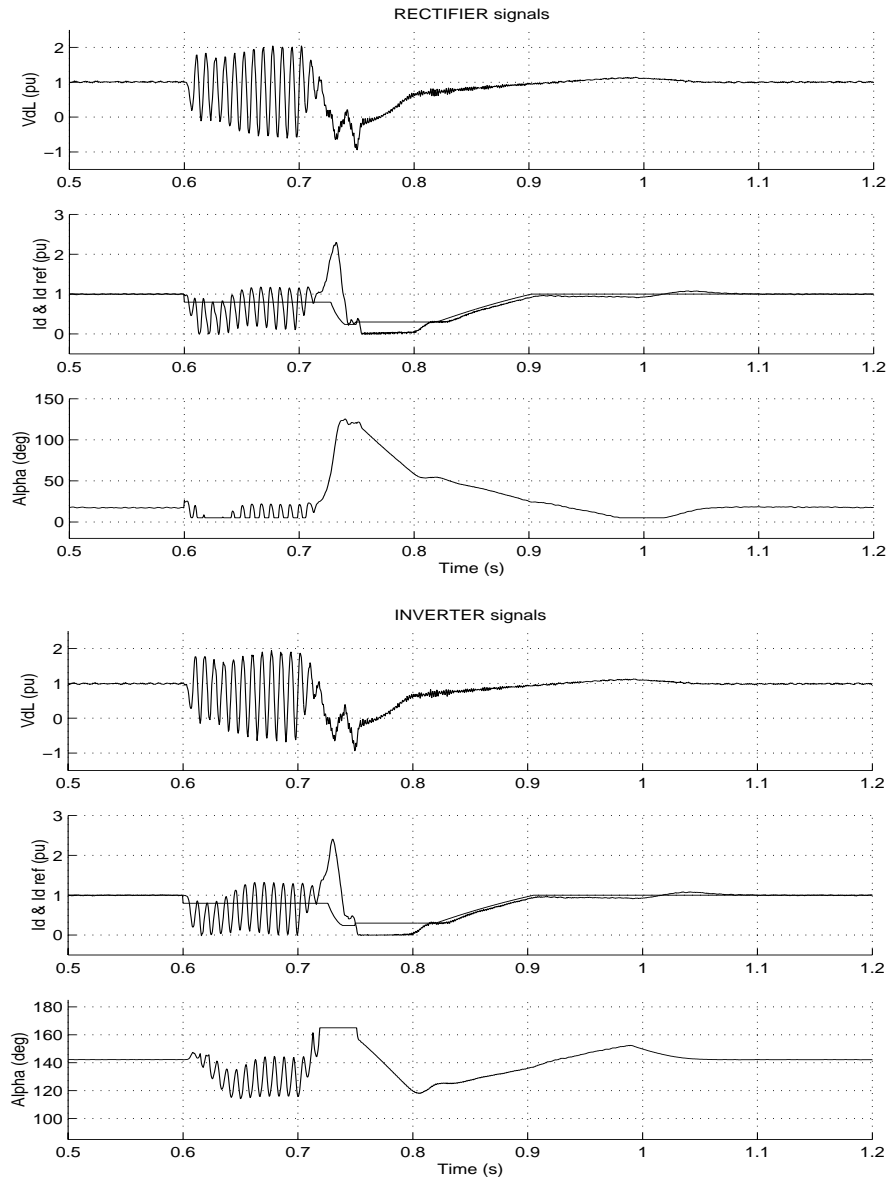 RECTIFIER signals
VdL (pu)
2
1
0
−1
0.5 0.6 0.7 0.8 0.9 1 1.1 1.2
Id & Id ref (pu)
3
2
1
0
0.5 0.6 0.7 0.8 0.9 1 1.1 1.2
Alpha (deg)
150
100
50
0
0.5 0.6 0.7 0.8 0.9 1 1.1 1.2
Time (s)
INVERTER signals
VdL (pu)
2
1
0
−1
0.5 0.6 0.7 0.8 0.9 1 1.1 1.2
Id & Id ref (pu)
3
2
1
0
0.5 0.6 0.7 0.8 0.9 1 1.1 1.2
Alpha (deg)
180
160
140
120
100
0.5 0.6 0.7 0.8 0.9 1 1.1 1.2
Time (s)